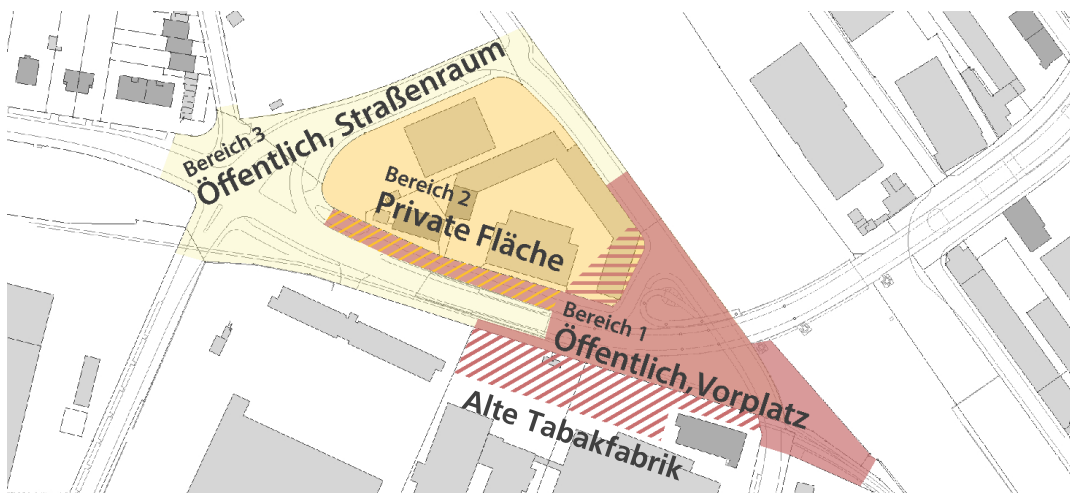 Bereich 3
Öffentlich, Straßenraum
Bereich 2
Private Fläche
Bereich 1
Öffentlich, Vorplatz
Alte Tabakfabrik